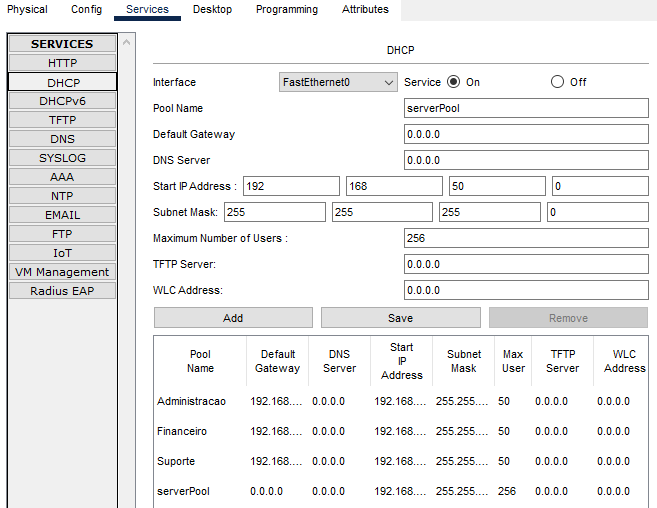 Physical Config Services Desktop Programming Attributes
SERVICES
HTTP
DHCP
DHCPv6
TFTP
DNS
SYSLOG
AAA
NTP
EMAIL
FTP
IoT
VM Management
Radius EAP
DHCP
Interface FastEthernet0 Service On Off
Pool Name serverPool
Default Gateway 0.0.0.0
DNS Server 0.0.0.0
Start IP Address : 192 168 50 0
Subnet Mask: 255 255 255 0
Maximum Number of Users : 256
TFTP Server: 0.0.0.0
WLC Address: 0.0.0.0
Add Save Remove
Pool Name Default Gateway DNS Server Start IP Address Subnet Mask Max User TFTP Server WLC Address
Administracao 192.168.... 0.0.0.0 192.168.... 255.255.... 50 0.0.0.0 0.0.0.0
Financeiro 192.168.... 0.0.0.0 192.168.... 255.255.... 50 0.0.0.0 0.0.0.0
Suporte 192.168.... 0.0.0.0 192.168.... 255.255.... 50 0.0.0.0 0.0.0.0
serverPool 0.0.0.0 0.0.0.0 192.168.... 255.255.... 256 0.0.0.0 0.0.0.0